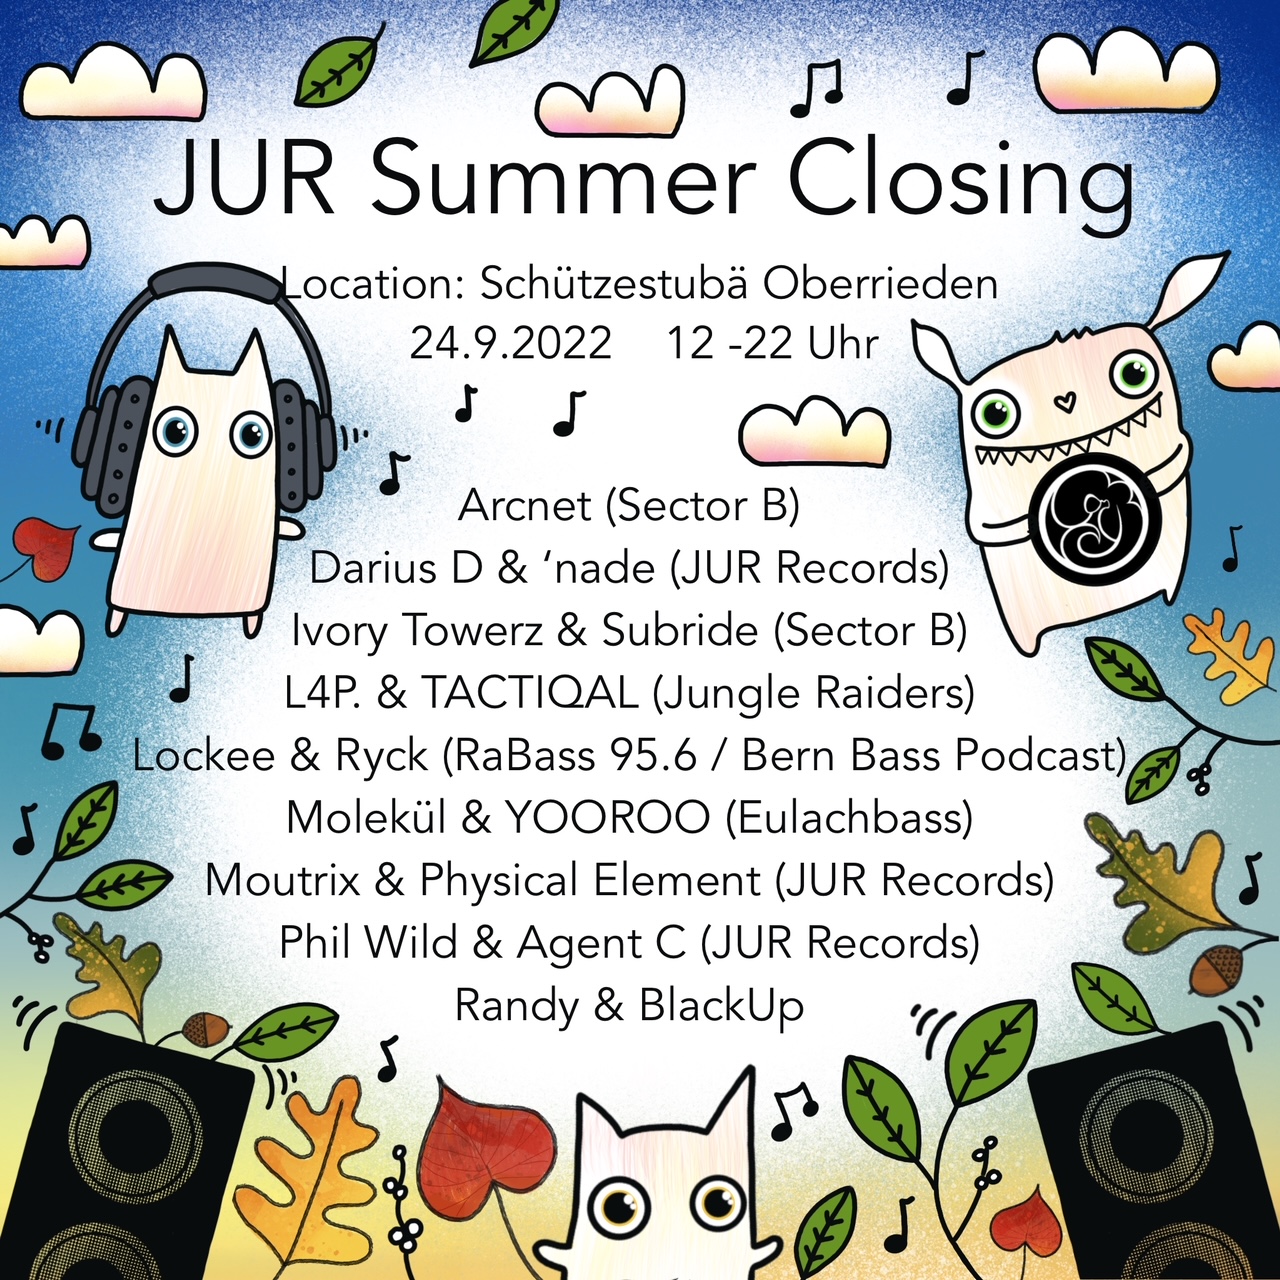 JUR Summer Closing
Location: Schützestubä Oberrieden
24.9.2022 12 -22 Uhr
Arcnet (Sector B)
Darius D & ‘nade (JUR Records)
Ivory Towerz & Subride (Sector B)
L4P. & TACTIQAL (Jungle Raiders)
Lockee & Ryck (RaBass 95.6 / Bern Bass Podcast)
Molekül & YOOROO (Eulachbass)
Moutrix & Physical Element (JUR Records)
Phil Wild & Agent C (JUR Records)
Randy & BlackUp